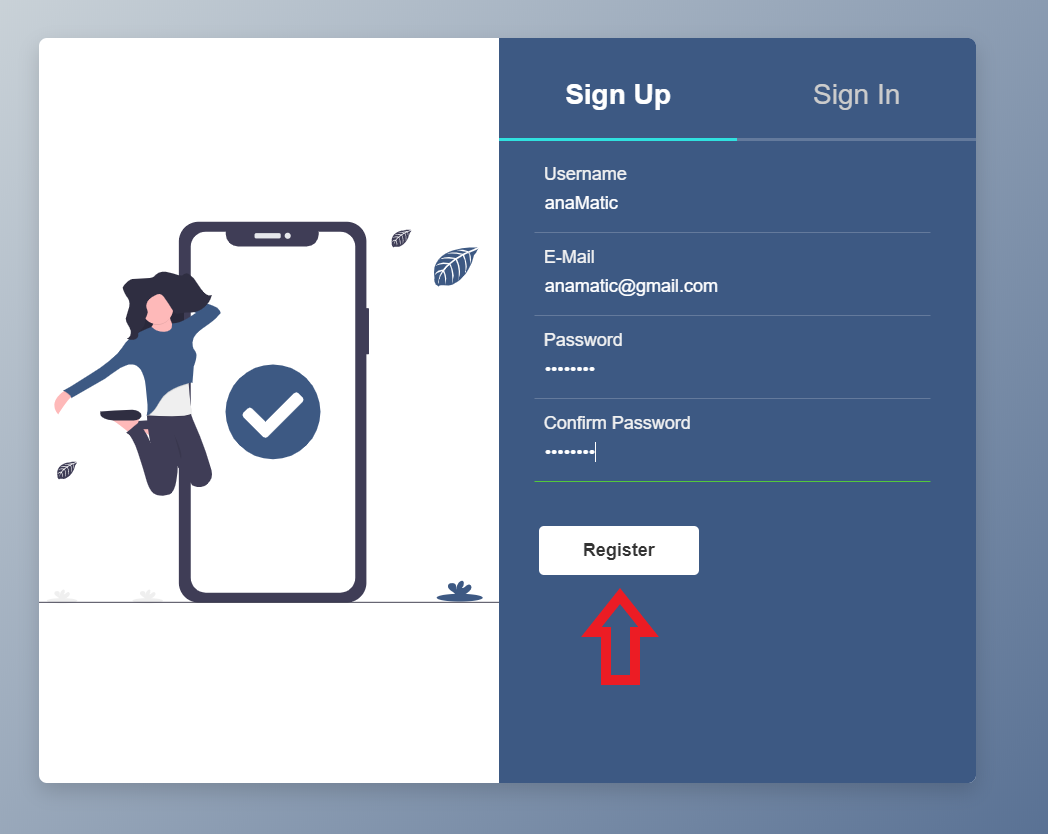 Sign Up
Sign In
Username
anaMatic
E-Mail
anamatic@gmail.com
Password
••••••••
Confirm Password
••••••••
Register